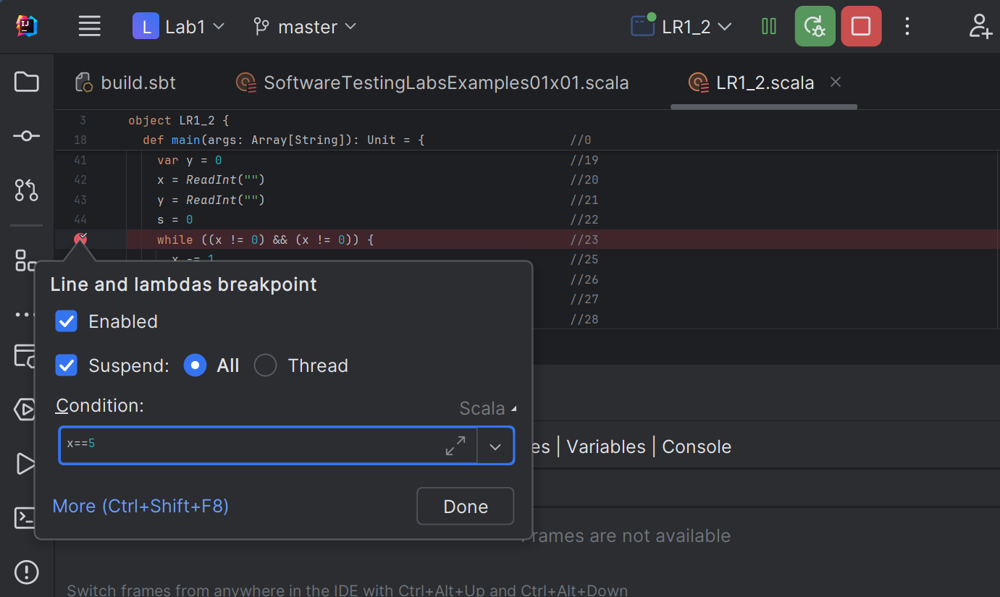 IJ
L Lab1 master LR1_2
build.sbt SoftwareTestingLabsExamples01x01.scala LR1_2.scala
3 object LR1_2 {
18 def main(args: Array[String]): Unit = { //0
41 var y = 0 //19
42 x = ReadInt("") //20
43 y = ReadInt("") //21
44 s = 0 //22
while ((x != 0) && (x != 0)) { //23
x -= 1 //25
//26
//27
//28
Line and lambdas breakpoint
Enabled
Suspend: All Thread
Condition: Scala
x==5
More (Ctrl+Shift+F8) Done
es | Variables | Console
Frames are not available
Switch frames from anywhere in the IDE with Ctrl+Alt+Up and Ctrl+Alt+Down